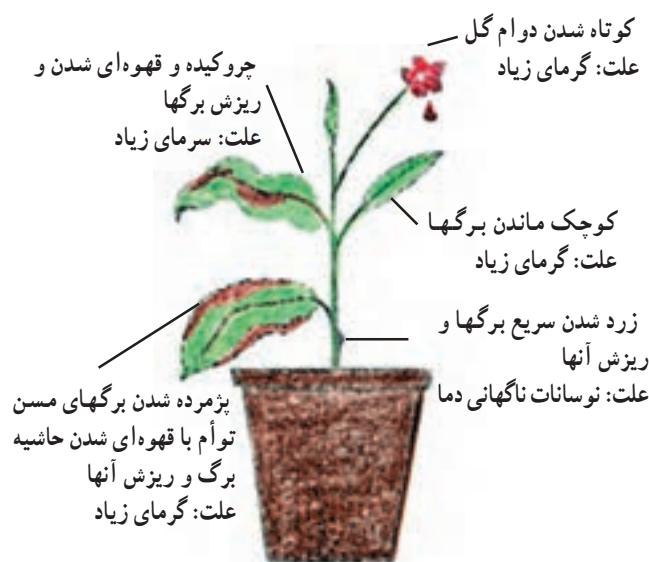 کوتاه شدن دوام گل
علت: گرمای زیاد
چروکیده و قهوه‌ای شدن و
ریزش برگها
علت: سرمای زیاد
کوچک ماندن برگها
علت: گرمای زیاد
زرد شدن سریع برگها و
ریزش آنها
علت: نوسانات ناگهانی دما
پژمرده شدن برگهای مسن
توأم با قهوه‌ای شدن حاشیه
برگ و ریزش آنها
علت: گرمای زیاد